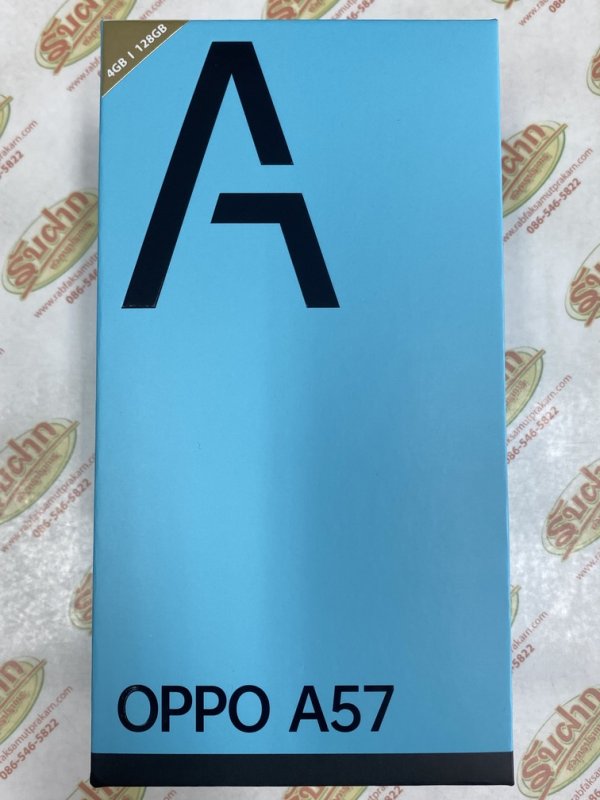 4GB | 128GB
A
OPPO A57
รับฝาก
www.rabfaksamutprakarn.com
086-546-5822